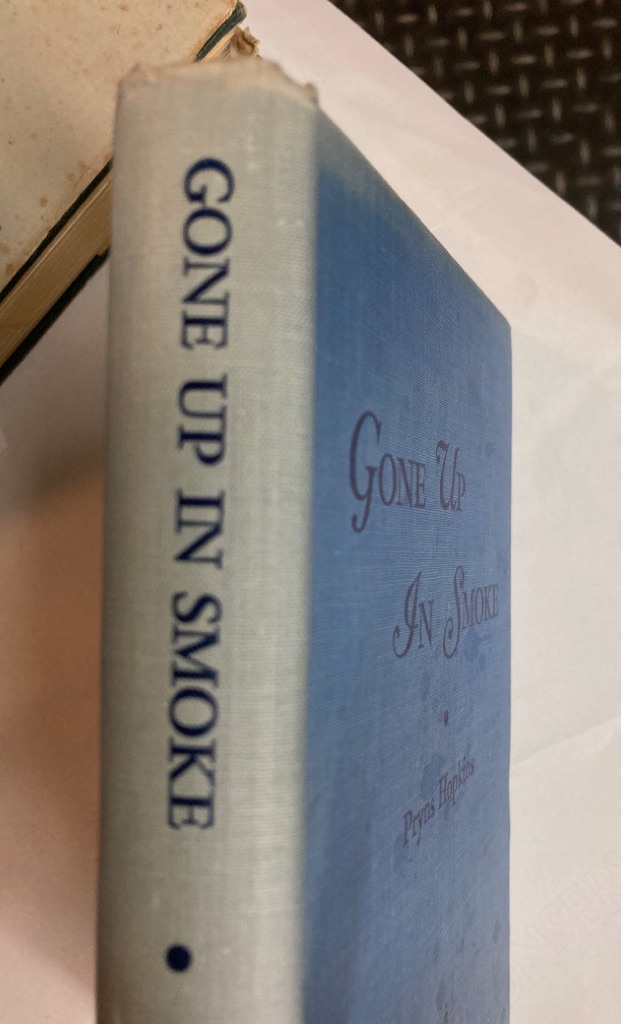 GONE UP IN SMOKE
•
Gone Up
In Smoke
•
Pryns Hopkins